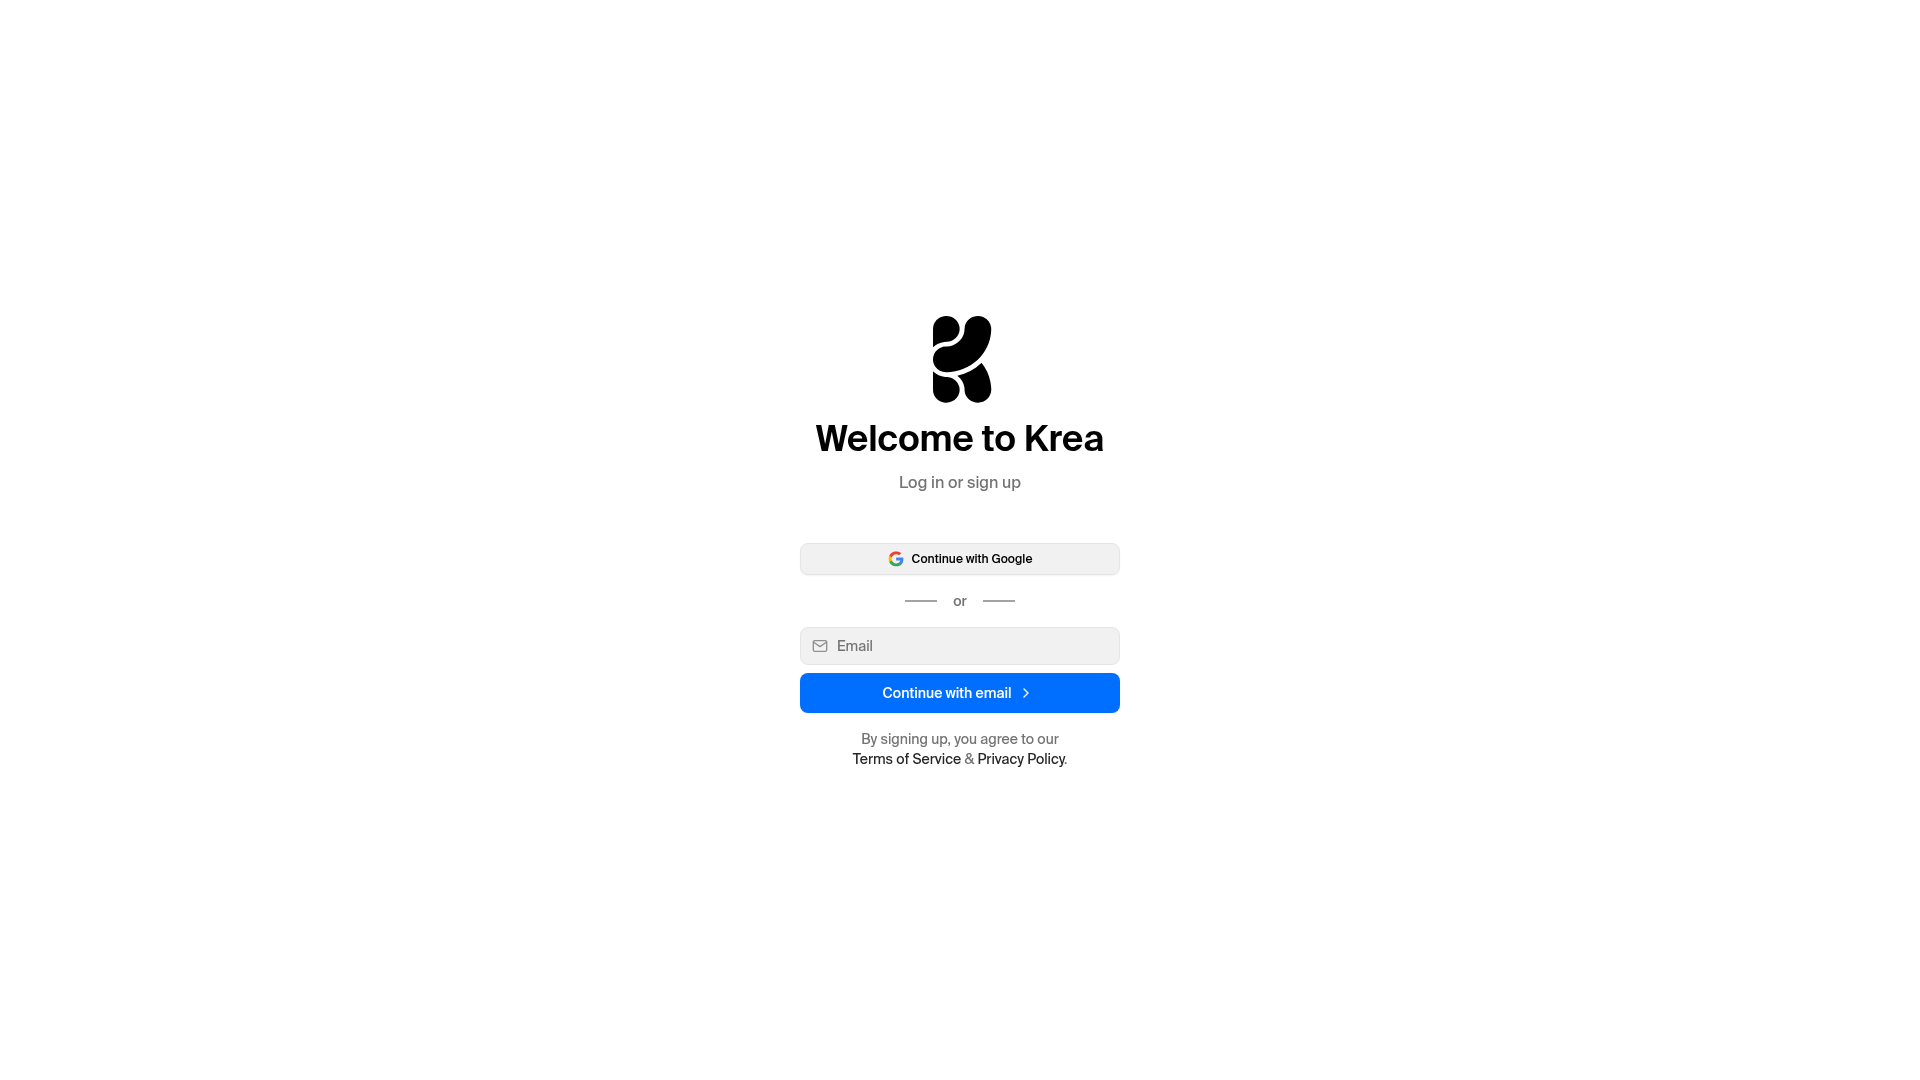 Welcome to Krea
Log in or sign up
Continue with Google
or
Email
Continue with email
By signing up, you agree to our
Terms of Service & Privacy Policy.